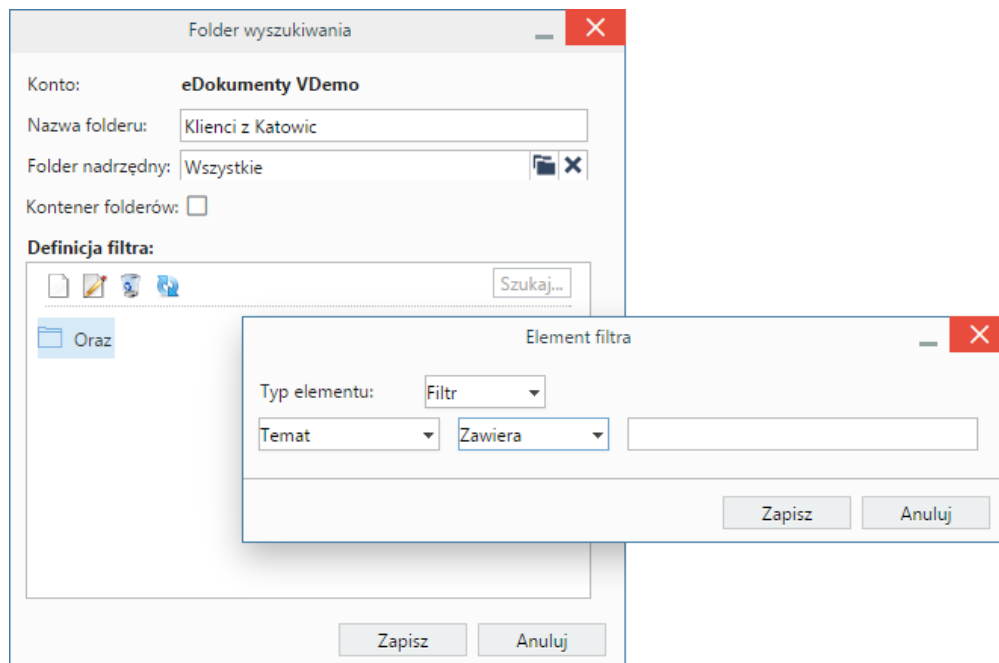 Folder wyszukiwania
Konto: eDokumenty VDemo
Nazwa folderu: Klienci z Katowic
Folder nadrzędny: Wszystkie
Kontener folderów:
Definicja filtra:
Szukaj...
Oraz
Element filtra
Typ elementu: Filtr
Temat Zawiera
Zapisz Anuluj
Zapisz Anuluj